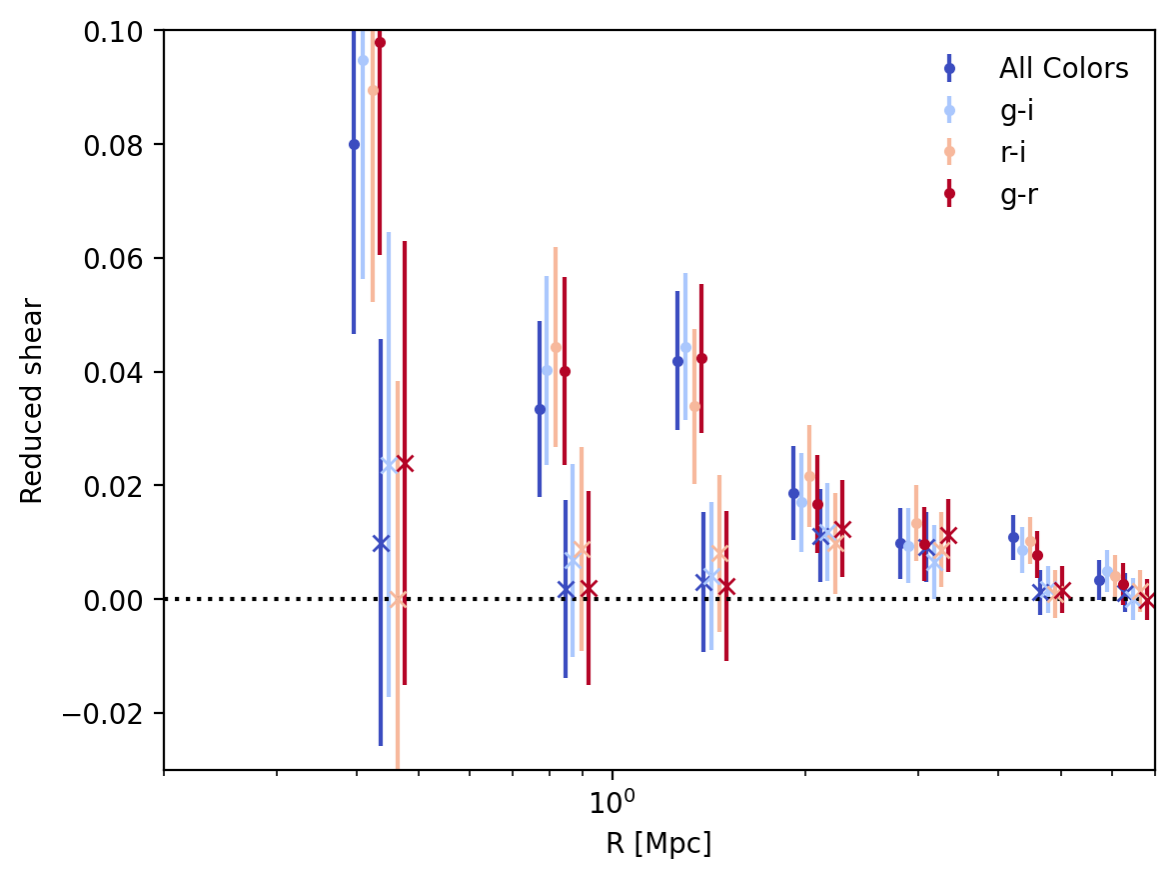 0.10
0.08
0.06
0.04
0.02
0.00
−0.02
Reduced shear
All Colors
g-i
r-i
g-r
10⁰
R [Mpc]